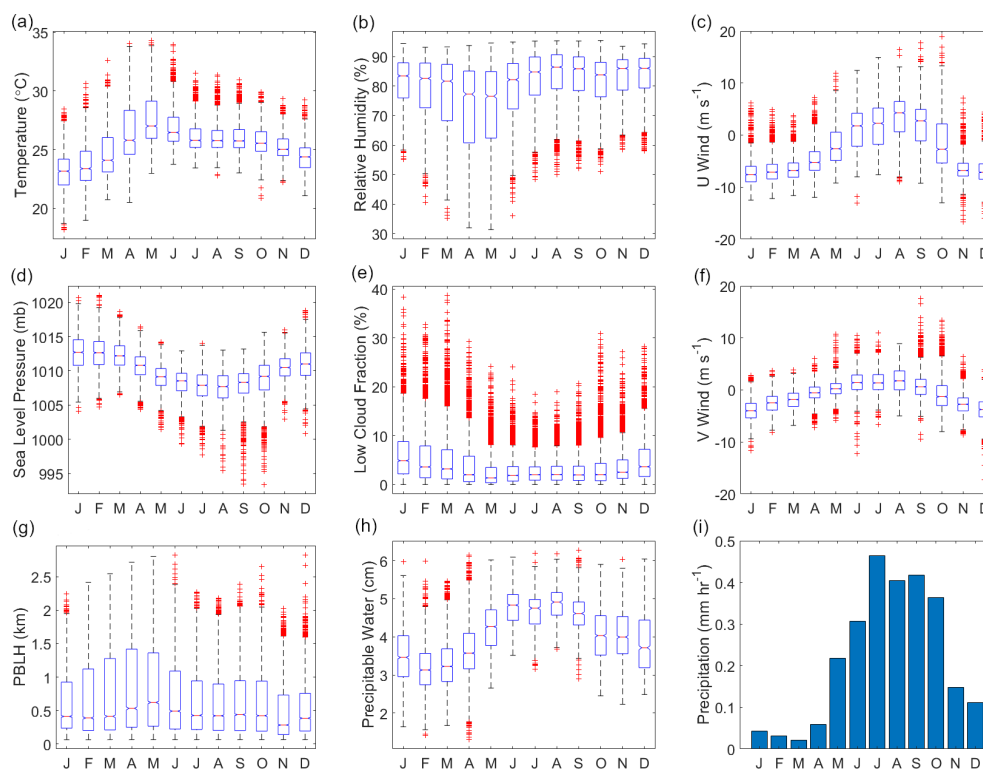 (a)
Temperature (°C)
35
30
25
20
J F M A M J J A S O N D
(b)
Relative Humidity (%)
90
80
70
60
50
40
30
J F M A M J J A S O N D
(c)
U Wind (m s-1)
20
10
0
-10
-20
J F M A M J J A S O N D
(d)
Sea Level Pressure (mb)
1020
1015
1010
1005
1000
995
J F M A M J J A S O N D
(e)
Low Cloud Fraction (%)
40
30
20
10
0
J F M A M J J A S O N D
(f)
V Wind (m s-1)
20
10
0
-10
-20
J F M A M J J A S O N D
(g)
PBLH (km)
2.5
2
1.5
1
0.5
0
J F M A M J J A S O N D
(h)
Precipitable Water (cm)
6
5
4
3
2
J F M A M J J A S O N D
(i)
Precipitation (mm hr-1)
0.5
0.4
0.3
0.2
0.1
0
J F M A M J J A S O N D